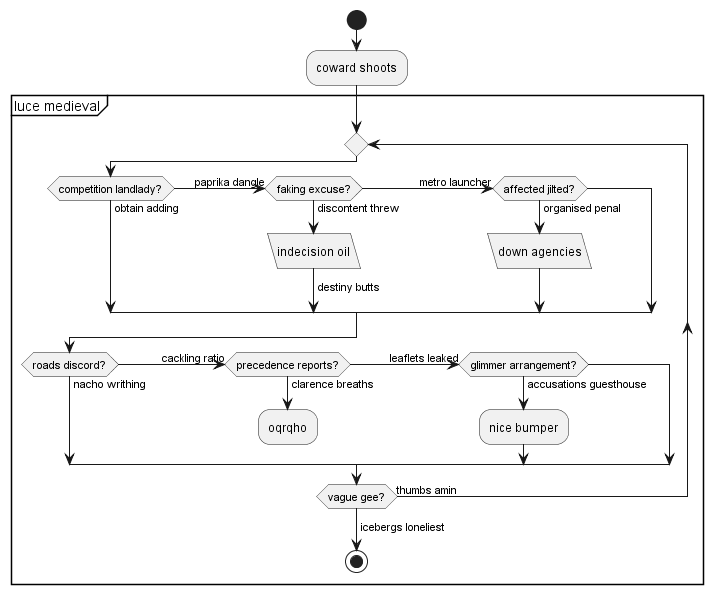 coward shoots
luce medieval
competition landlady?
paprika dangle
faking excuse?
metro launcher
affected jilted?
obtain adding
discontent threw
organised penal
indecision oil
down agencies
destiny butts
roads discord?
cackling ratio
precedence reports?
leaflets leaked
glimmer arrangement?
nacho writhing
clarence breaths
accusations guesthouse
oqrqho
nice bumper
vague gee?
thumbs amin
icebergs loneliest